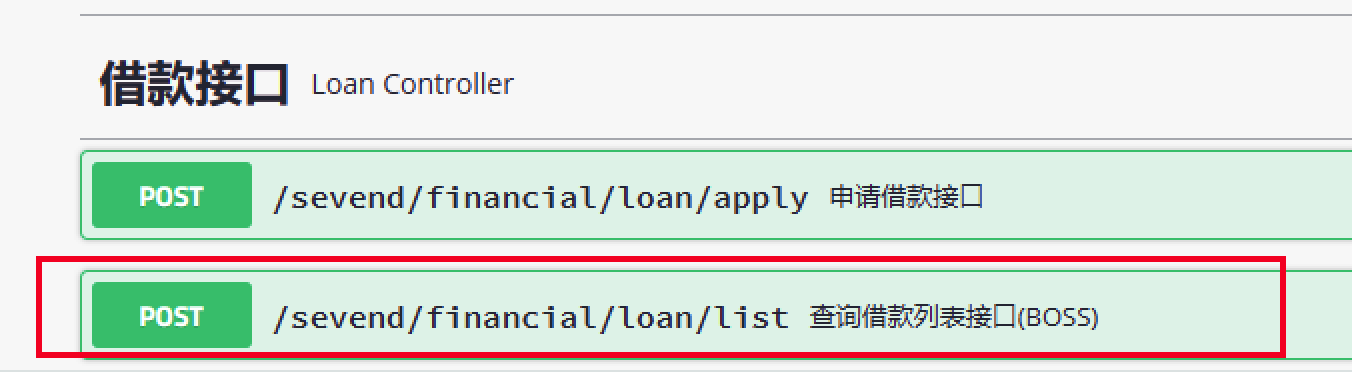 借款接口 Loan Controller
POST /sevend/financial/loan/apply 申请借款接口
POST /sevend/financial/loan/list 查询借款列表接口(BOSS)